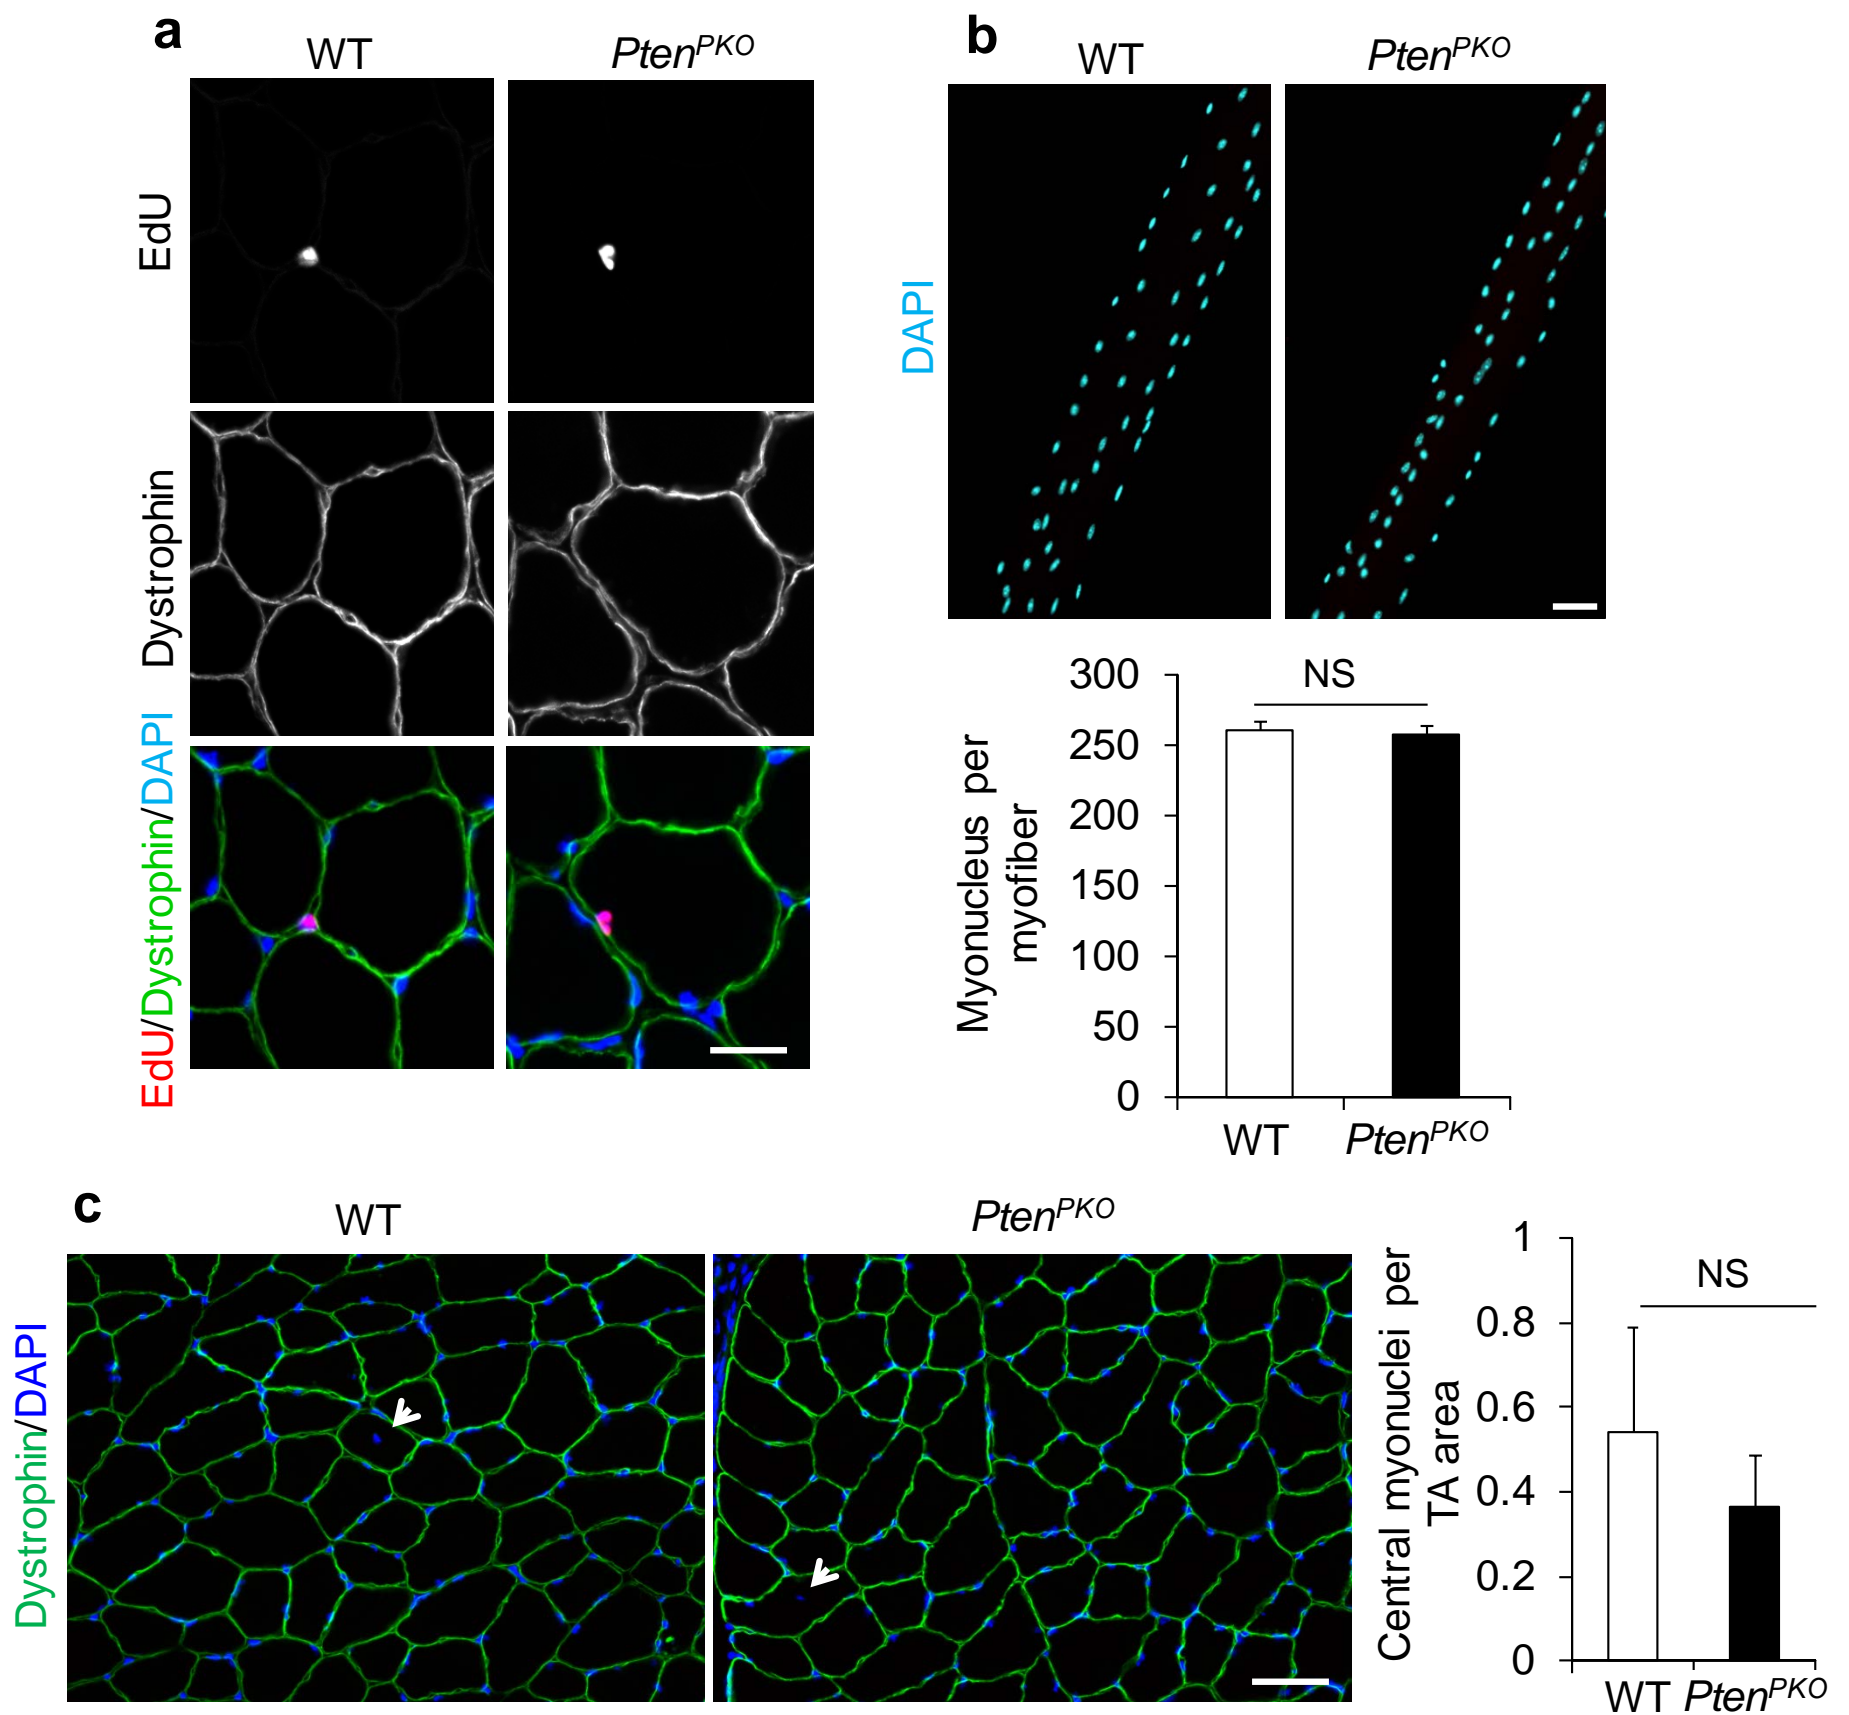 a
WT
Pten^PKO
EdU
Dystrophin
EdU/Dystrophin/DAPI
b
WT
Pten^PKO
DAPI
300
250
200
150
100
50
0
NS
Myonucleus per
myofiber
WT
Pten^PKO
c
WT
Pten^PKO
Dystrophin/DAPI
1
0.8
0.6
0.4
0.2
0
NS
Central myonuclei per
TA area
WT
Pten^PKO